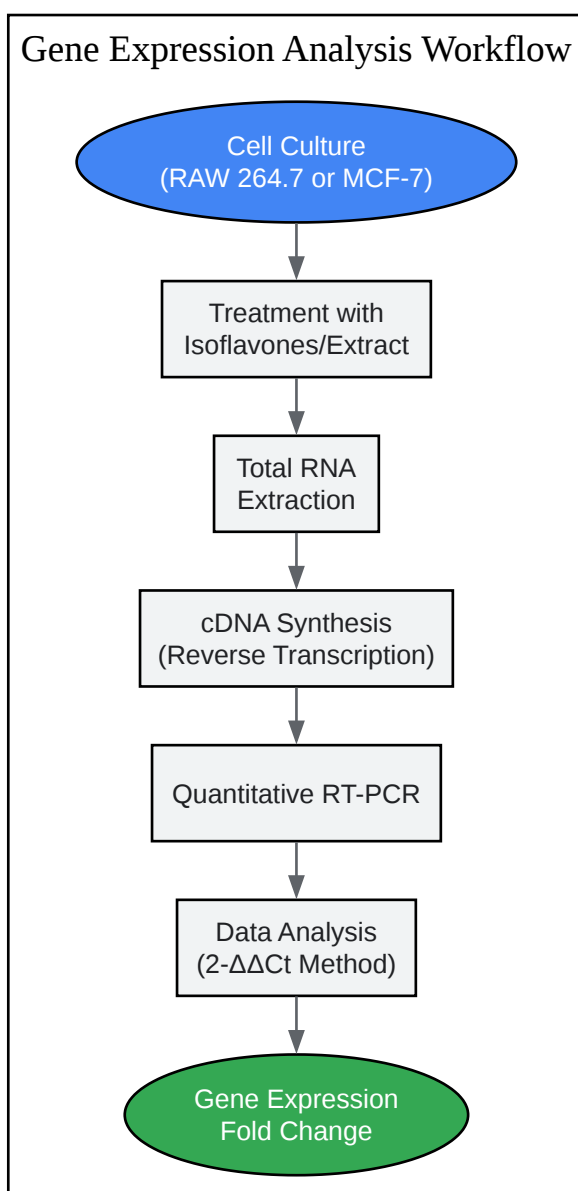 Gene Expression Analysis Workflow
Cell Culture
(RAW 264.7 or MCF-7)
Treatment with
Isoflavones/Extract
Total RNA
Extraction
cDNA Synthesis
(Reverse Transcription)
Quantitative RT-PCR
Data Analysis
(2-ΔΔCt Method)
Gene Expression
Fold Change